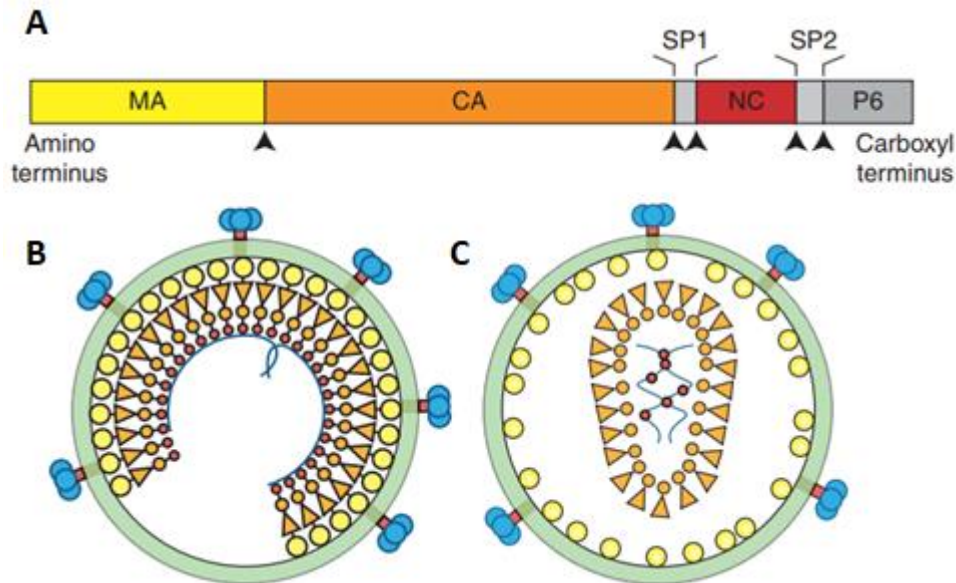 A
SP1 SP2
MA CA NC P6
Amino
terminus
Carboxyl
terminus
B
C